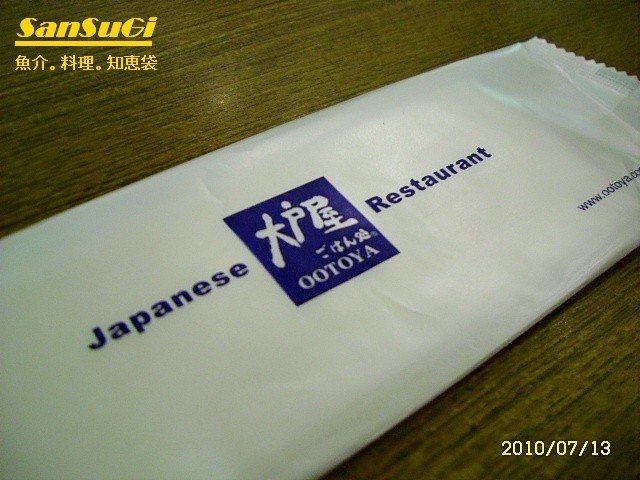 SanSuGi
魚介。料理。知恵袋
Japanese
大戸屋
ごはん処®
OOTOYA
Restaurant
www.ootoya.co
2010/07/13